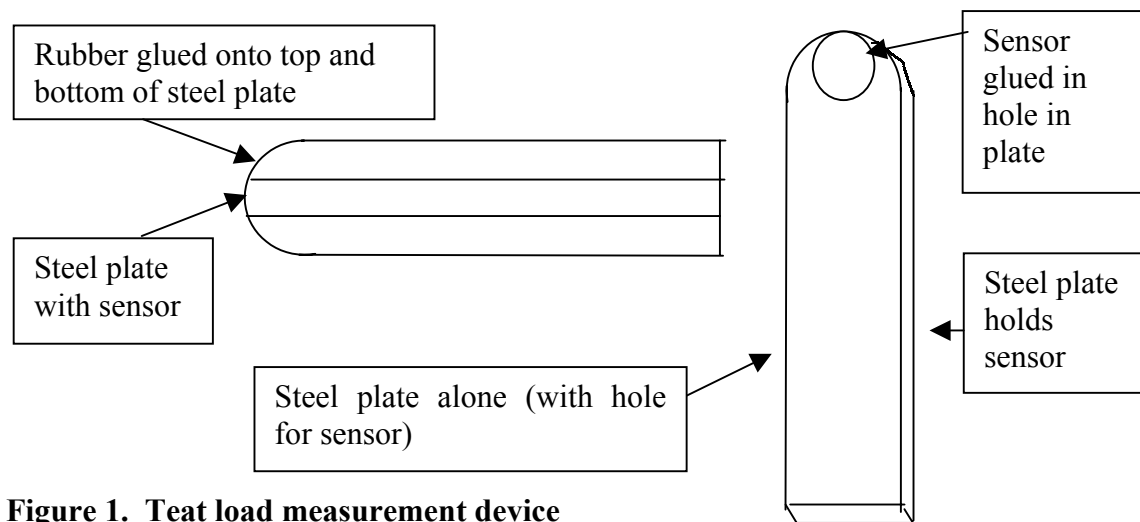 Rubber glued onto top and
bottom of steel plate
Sensor
glued in
hole in
plate
Steel plate
with sensor
Steel plate
holds
sensor
Steel plate alone (with hole
for sensor)
Figure 1. Teat load measurement device